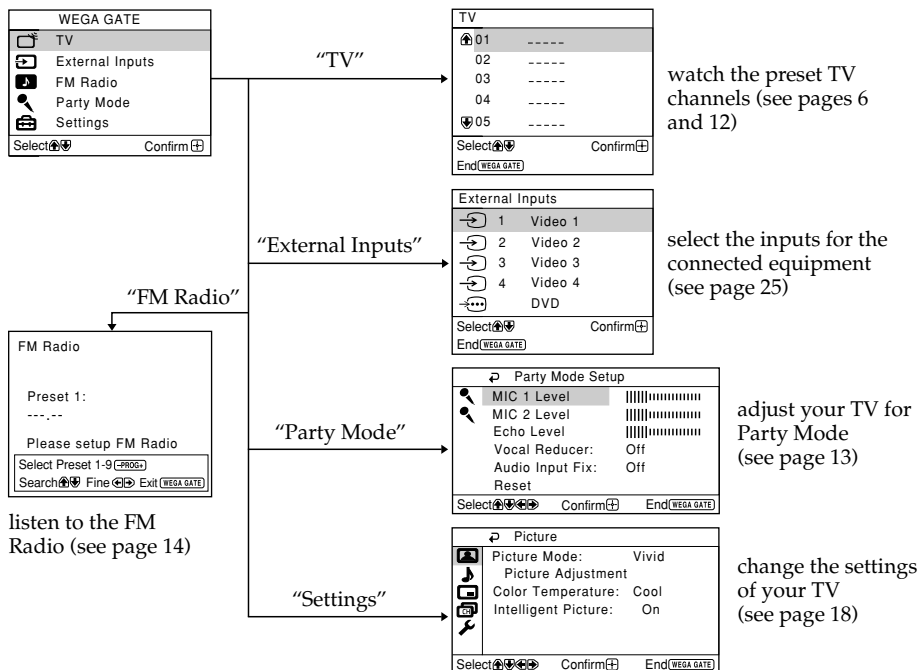 WEGA GATE
TV
External Inputs
FM Radio
Party Mode
Settings
Select Confirm
"TV"
TV
01 -----
02 -----
03 -----
04 -----
05 -----
Select Confirm
End WEGA GATE
watch the preset TV
channels (see pages 6
and 12)
"External Inputs"
External Inputs
1 Video 1
2 Video 2
3 Video 3
4 Video 4
DVD
Select Confirm
End WEGA GATE
select the inputs for the
connected equipment
(see page 25)
"FM Radio"
FM Radio
Preset 1:
---.--
Please setup FM Radio
Select Preset 1-9 –PROG+
Search Fine Exit WEGA GATE
listen to the FM
Radio (see page 14)
"Party Mode"
Party Mode Setup
MIC 1 Level
MIC 2 Level
Echo Level
Vocal Reducer: Off
Audio Input Fix: Off
Reset
Select Confirm End WEGA GATE
adjust your TV for
Party Mode
(see page 13)
"Settings"
Picture
Picture Mode: Vivid
Picture Adjustment
Color Temperature: Cool
Intelligent Picture: On
CH
Select Confirm End WEGA GATE
change the settings
of your TV
(see page 18)